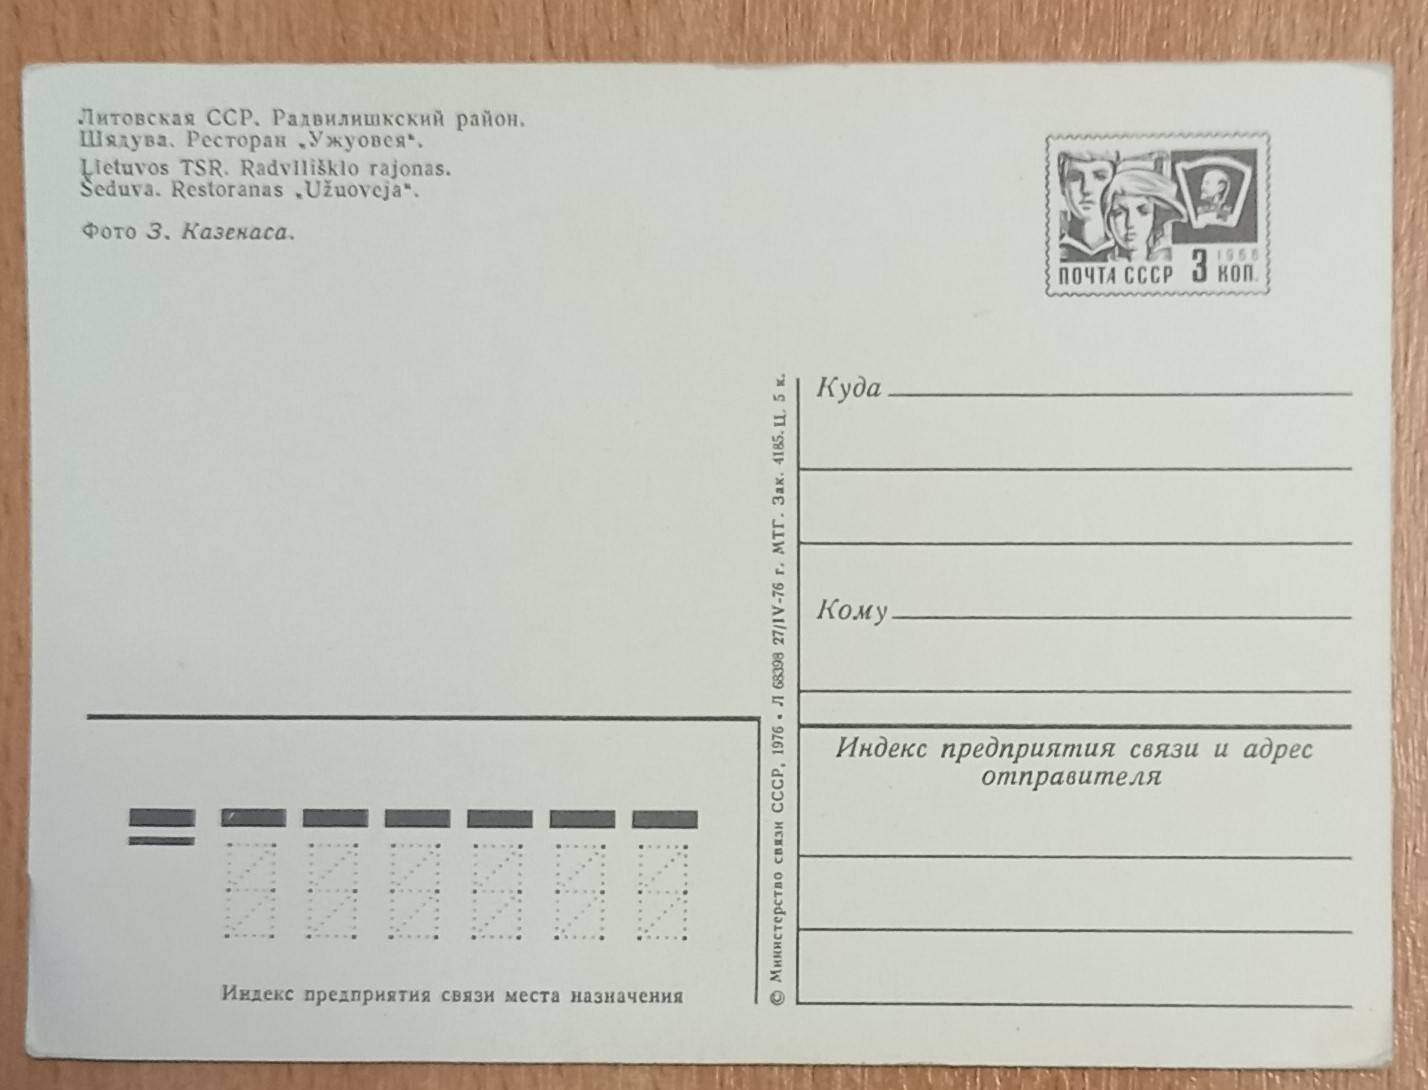 Литовская ССР. Радвилишкский район.
Шядува. Ресторан „Ужуовея“.
Lietuvos TSR. Radviliškio rajonas.
Šeduva. Restoranas „Užuovėja“.
Фото З. Казенаса.
1966
ПОЧТА СССР 3 КОП.
Куда
Кому
Индекс предприятия связи и адрес
отправителя
© Министерство связи СССР, 1976 • Л 68398 27/IV-76 г. МТГ. Зак. 4185. Ц. 5 к.
Индекс предприятия связи места назначения